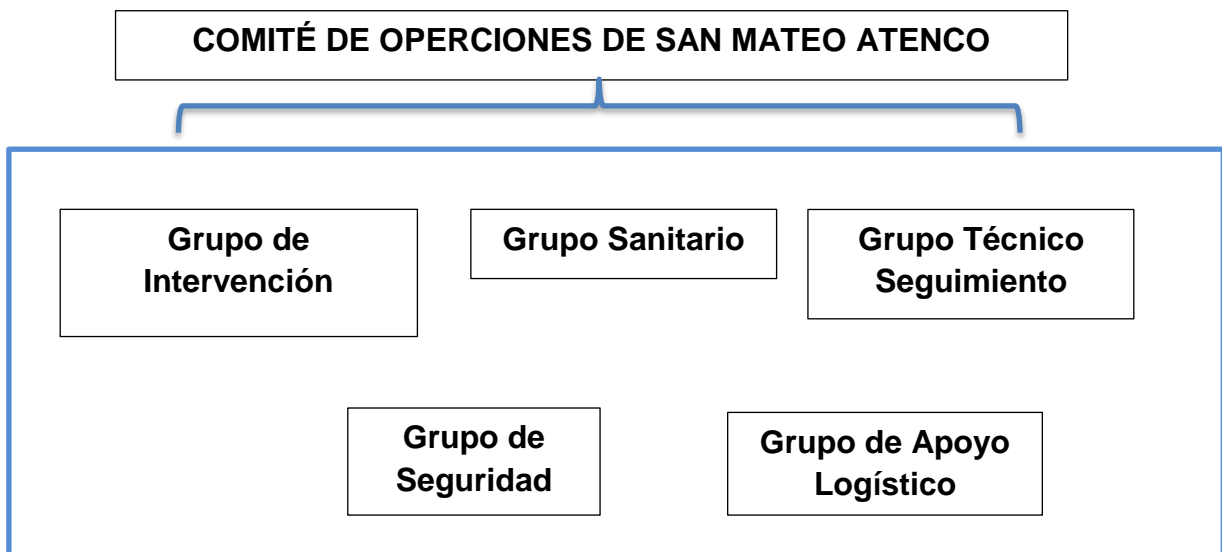 COMITÉ DE OPERCIONES DE SAN MATEO ATENCO
Grupo de
Intervención
Grupo Sanitario
Grupo Técnico
Seguimiento
Grupo de
Seguridad
Grupo de Apoyo
Logístico